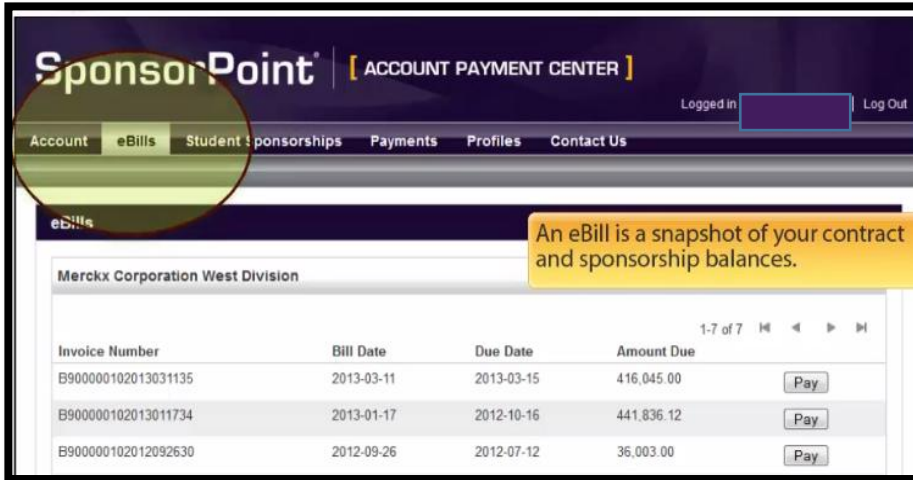 SponsorPoint® [ ACCOUNT PAYMENT CENTER ]
Logged in | Log Out
Account eBills Student Sponsorships Payments Profiles Contact Us
eBills
An eBill is a snapshot of your contract
and sponsorship balances.
Merckx Corporation West Division
1-7 of 7
Invoice Number Bill Date Due Date Amount Due
B900000102013031135 2013-03-11 2013-03-15 416,045.00 Pay
B900000102013011734 2013-01-17 2012-10-16 441,836.12 Pay
B900000102012092630 2012-09-26 2012-07-12 36,003.00 Pay